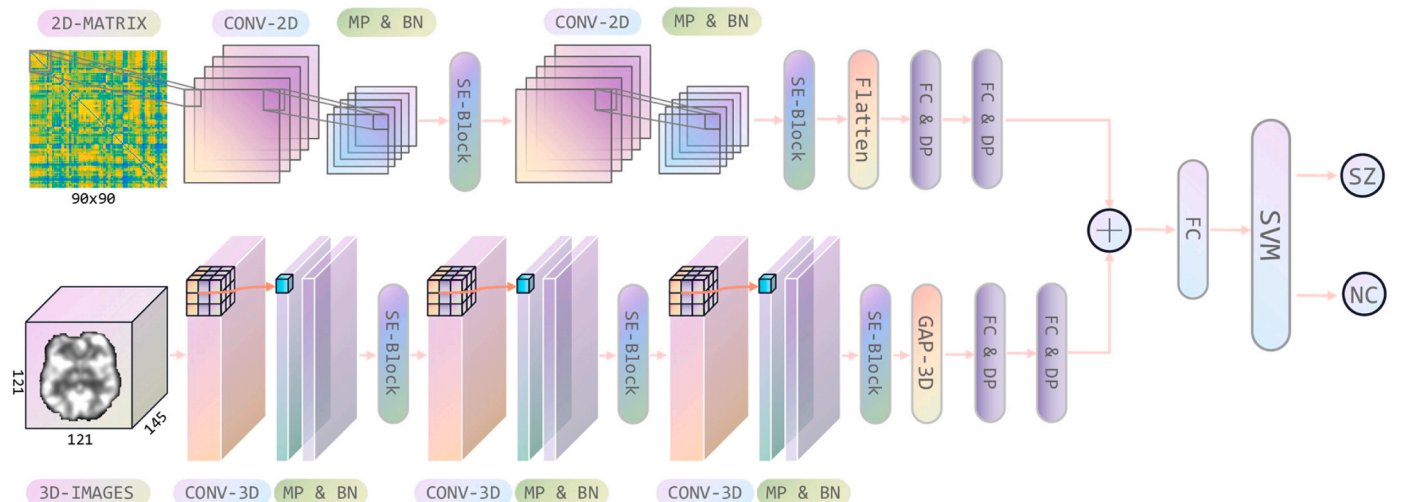 2D-MATRIX
CONV-2D
MP & BN
CONV-2D
MP & BN
90x90
SE-Block
SE-Block
Flatten
FC & DP
FC & DP
+
FC
SVM
SZ
NC
121
121
145
SE-Block
SE-Block
SE-Block
GAP-3D
FC & DP
FC & DP
3D-IMAGES
CONV-3D
MP & BN
CONV-3D
MP & BN
CONV-3D
MP & BN